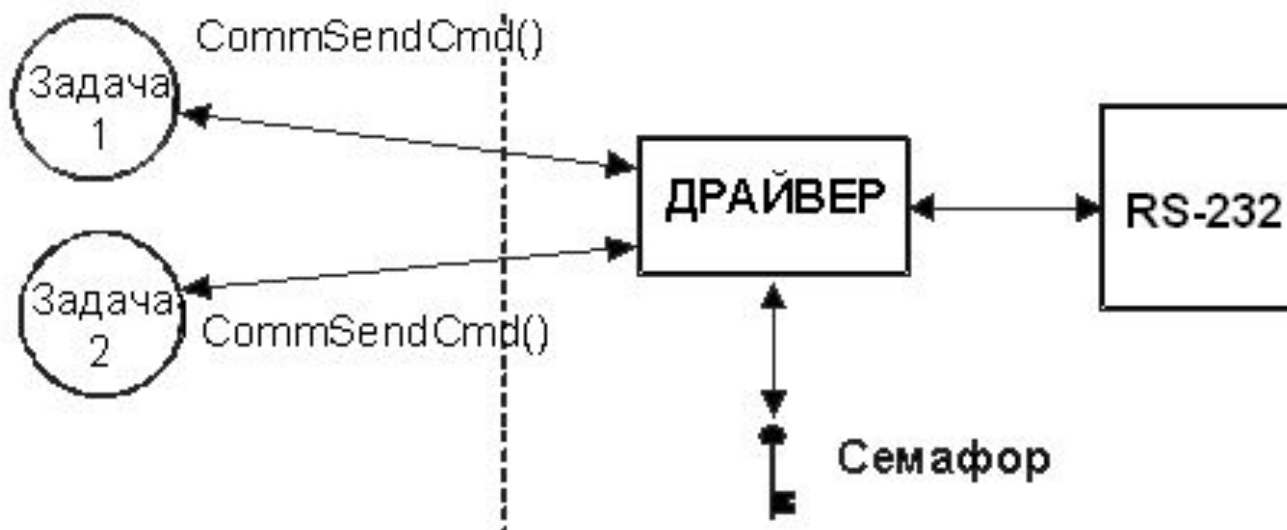 CommSendCmd()
Задача
1
ДРАЙВЕР
RS-232
Задача
2
CommSendCmd()
Семафор